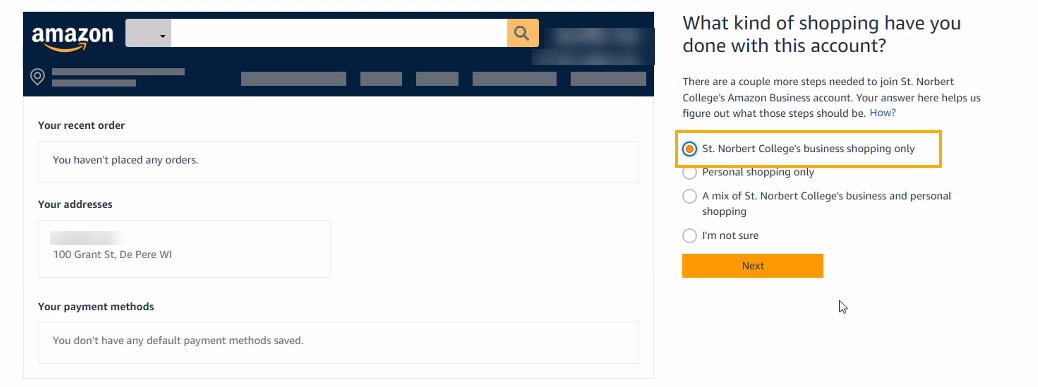 amazon
Your recent order
You haven't placed any orders.
Your addresses
100 Grant St, De Pere WI
Your payment methods
You don't have any default payment methods saved.
What kind of shopping have you
done with this account?
There are a couple more steps needed to join St. Norbert
College's Amazon Business account. Your answer here helps us
figure out what those steps should be. How?
St. Norbert College's business shopping only
Personal shopping only
A mix of St. Norbert College's business and personal
shopping
I'm not sure
Next